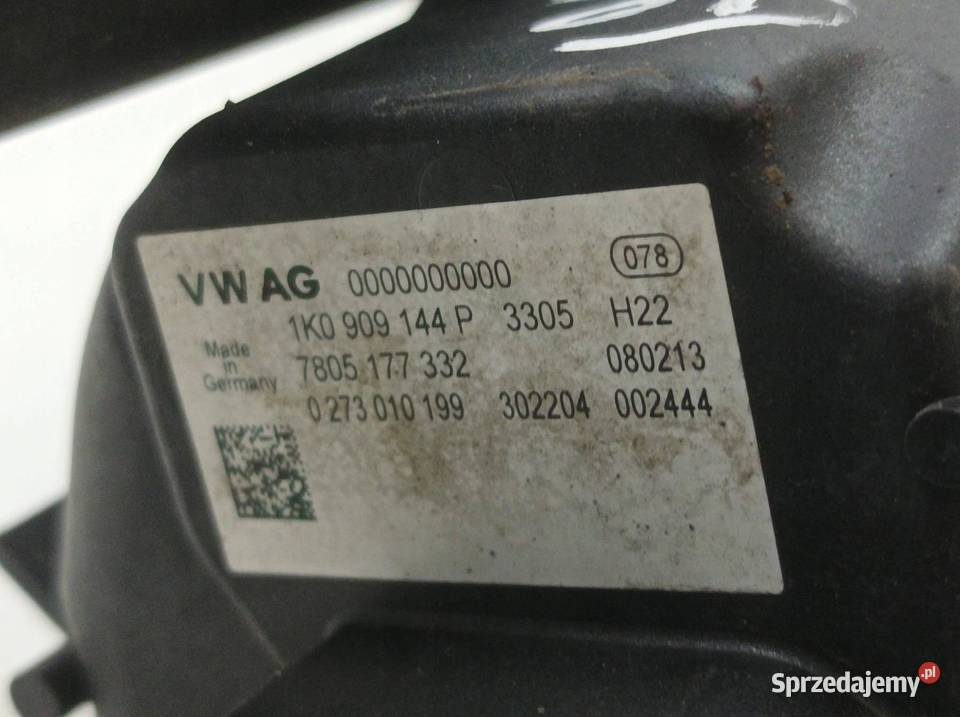 VW AG 0000000000 078
1K0 909 144 P 3305 H22
Made
in
Germany
7805 177 332 080213
0 273 010 199 302204 002444
Sprzedajemy.pl